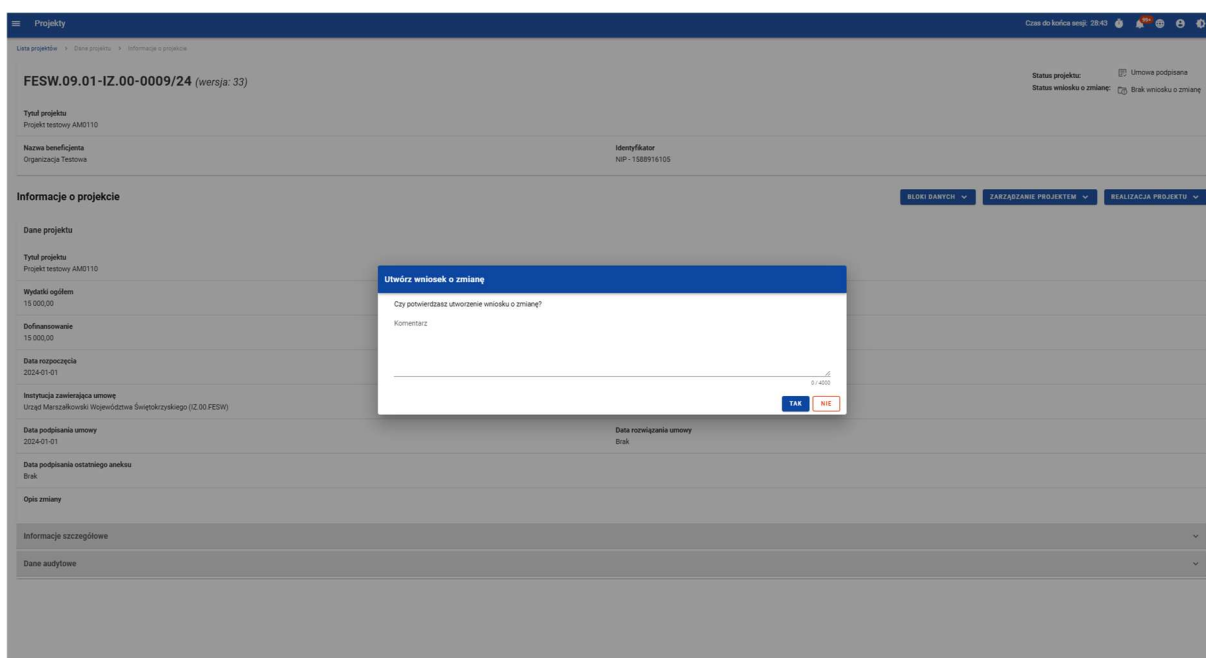 Projekty
Czas do końca sesji: 28:43
99+
Lista projektów > Dane projektu > Informacje o projekcie
FESW.09.01-IZ.00-0009/24 (wersja: 33)
Status projektu: Umowa podpisana
Status wniosku o zmianę: Brak wniosku o zmianę
Tytuł projektu
Projekt testowy AM0110
Nazwa beneficjenta Identyfikator
Organizacja Testowa NIP - 1588916105
Informacje o projekcie BLOKI DANYCH ZARZĄDZANIE PROJEKTEM REALIZACJA PROJEKTU
Dane projektu
Tytuł projektu
Projekt testowy AM0110
Wydatki ogółem
15 000,00
Dofinansowanie
15 000,00
Data rozpoczęcia
2024-01-01
Instytucja zawierająca umowę
Urząd Marszałkowski Województwa Świętokrzyskiego (IZ.00.FESW)
Data podpisania umowy Data rozwiązania umowy
2024-01-01 Brak
Data podpisania ostatniego aneksu
Brak
Opis zmiany
Informacje szczegółowe
Dane audytowe
Utwórz wniosek o zmianę
Czy potwierdzasz utworzenie wniosku o zmianę?
Komentarz
0 / 4000
TAK NIE